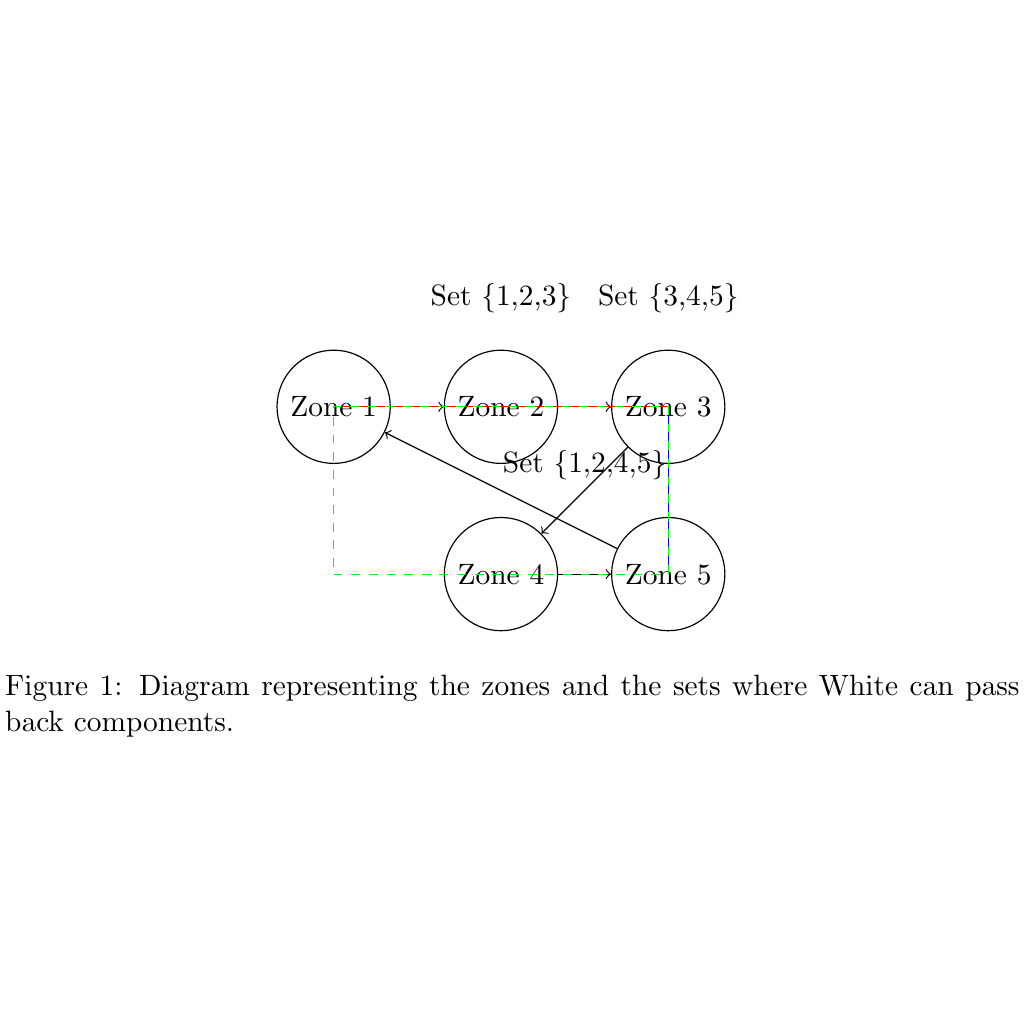 Set {1,2,3} Set {3,4,5}
Zone 1 Zone 2 Zone 3
Set {1,2,4,5}
Zone 4 Zone 5
Figure 1: Diagram representing the zones and the sets where White can pass
back components.